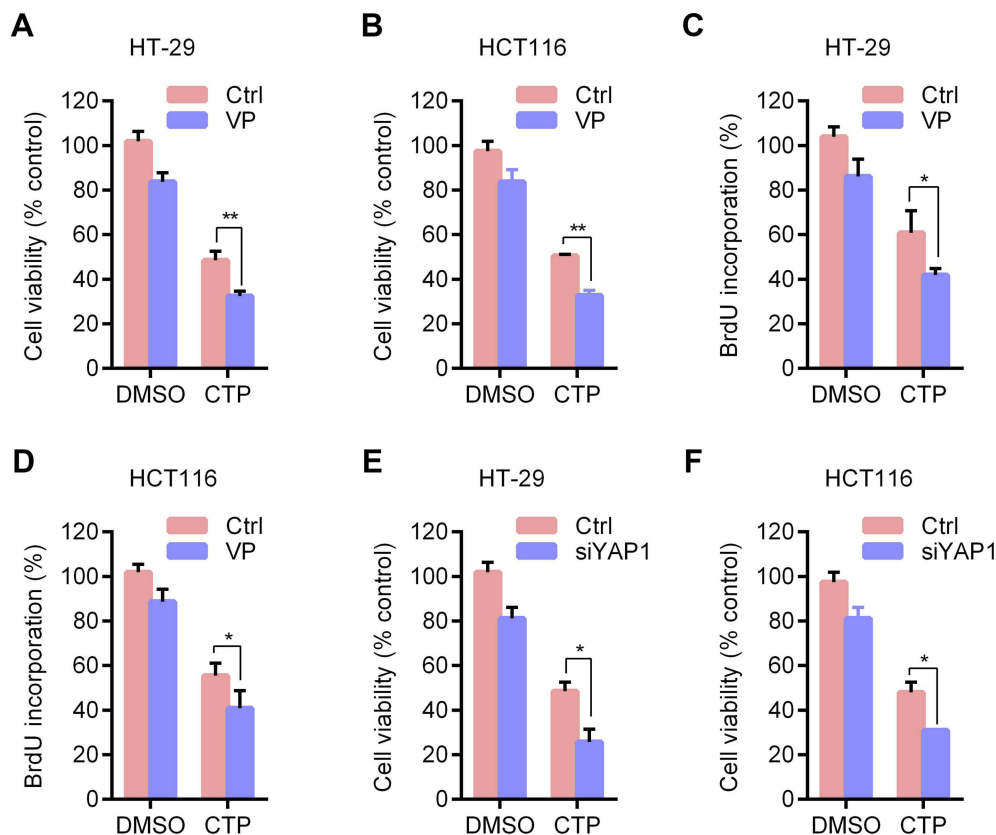 A
HT-29
Ctrl
VP
Cell viability (% control)
120
100
80
60
40
20
0
**
DMSO CTP
B
HCT116
Ctrl
VP
Cell viability (% control)
120
100
80
60
40
20
0
**
DMSO CTP
C
HT-29
Ctrl
VP
BrdU incorporation (%)
120
100
80
60
40
20
0
*
DMSO CTP
D
HCT116
Ctrl
VP
BrdU incorporation (%)
120
100
80
60
40
20
0
*
DMSO CTP
E
HT-29
Ctrl
siYAP1
Cell viability (% control)
120
100
80
60
40
20
0
*
DMSO CTP
F
HCT116
Ctrl
siYAP1
Cell viability (% control)
120
100
80
60
40
20
0
*
DMSO CTP